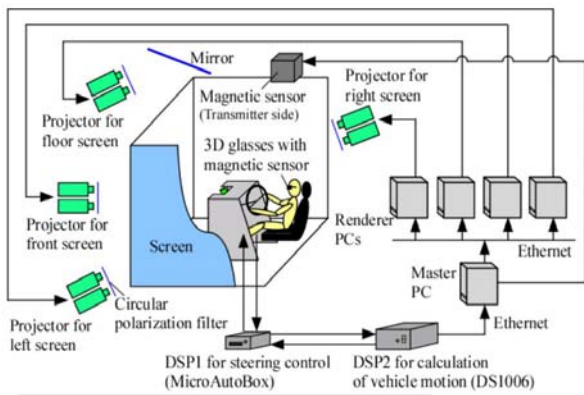 Mirror
Magnetic sensor
(Transmitter side)
Projector for
right screen
Projector for
floor screen
3D glasses with
magnetic sensor
Projector for
front screen
Screen
Renderer
PCs
Ethernet
Master
PC
Circular
polarization filter
Projector for
left screen
Ethernet
DSP1 for steering control
(MicroAutoBox)
DSP2 for calculation
of vehicle motion (DS1006)